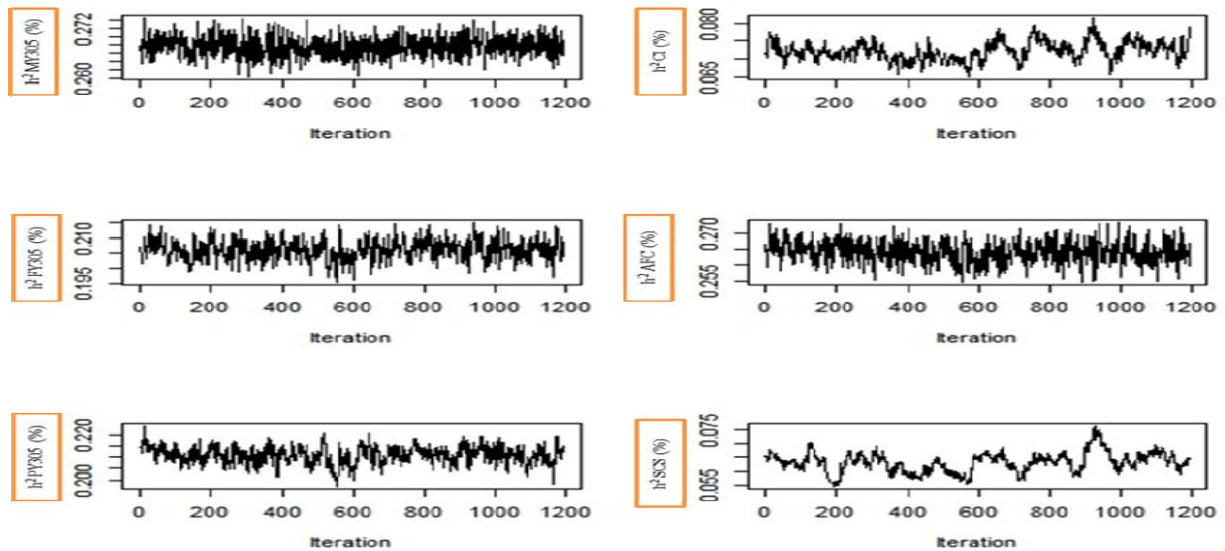 h²MY305 (%)
0.260 0.272
0 200 400 600 800 1000 1200
Iteration
h²CI (%)
0.065 0.080
0 200 400 600 800 1000 1200
Iteration
h²FY305 (%)
0.195 0.210
0 200 400 600 800 1000 1200
Iteration
h²AFC (%)
0.255 0.270
0 200 400 600 800 1000 1200
Iteration
h²PY305 (%)
0.200 0.220
0 200 400 600 800 1000 1200
Iteration
h²SCS (%)
0.055 0.075
0 200 400 600 800 1000 1200
Iteration